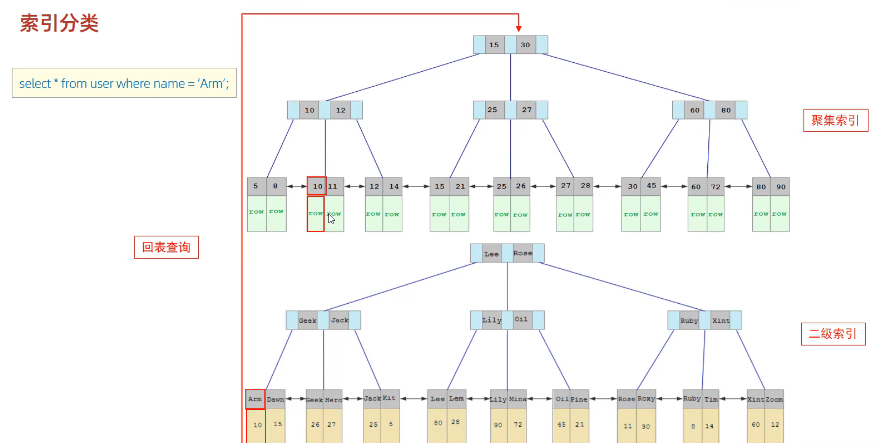 索引分类
select * from user where name = ‘Arm’;
15 30
10 12
25 27
60 80
聚集索引
5 8 10 11 12 14 15 21 25 26 27 28 30 45 60 72 80 90
row row row row row row row row row row row row row row row row row row
回表查询
Lee Rose
Geek Jack
Lily Oil
Ruby Xint
二级索引
Arm Dawn Geek Hero Jack Kit Lee Lem Lily Mina Oil Pine Rose Roxy Ruby Tim Xint Zoom
10 15 26 27 25 5 80 28 90 72 45 21 11 30 8 14 60 12